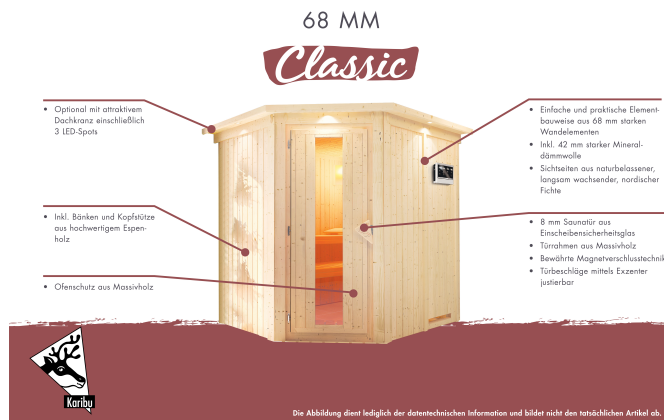 68 MM
Classic
• Optional mit attraktivem
Dachkranz einschließlich
3 LED-Spots
• Inkl. Bänken und Kopfstütze
aus hochwertigem Espen-
holz
• Ofenschutz aus Massivholz
• Einfache und praktische Element-
bauweise aus 68 mm starken
Wandelementen
• Inkl. 42 mm starker Mineral-
dämmwolle
• Sichtseiten aus naturbelassener,
langsam wachsender, nordischer
Fichte
• 8 mm Saunatür aus
Einscheibensicherheitsglas
• Türrahmen aus Massivholz
• Bewährte Magnetverschlusstechnik
• Türbeschläge mittels Exzenter
justierbar
Karibu
Die Abbildung dient lediglich der datentechnischen Information und bildet nicht den tatsächlichen Artikel ab.